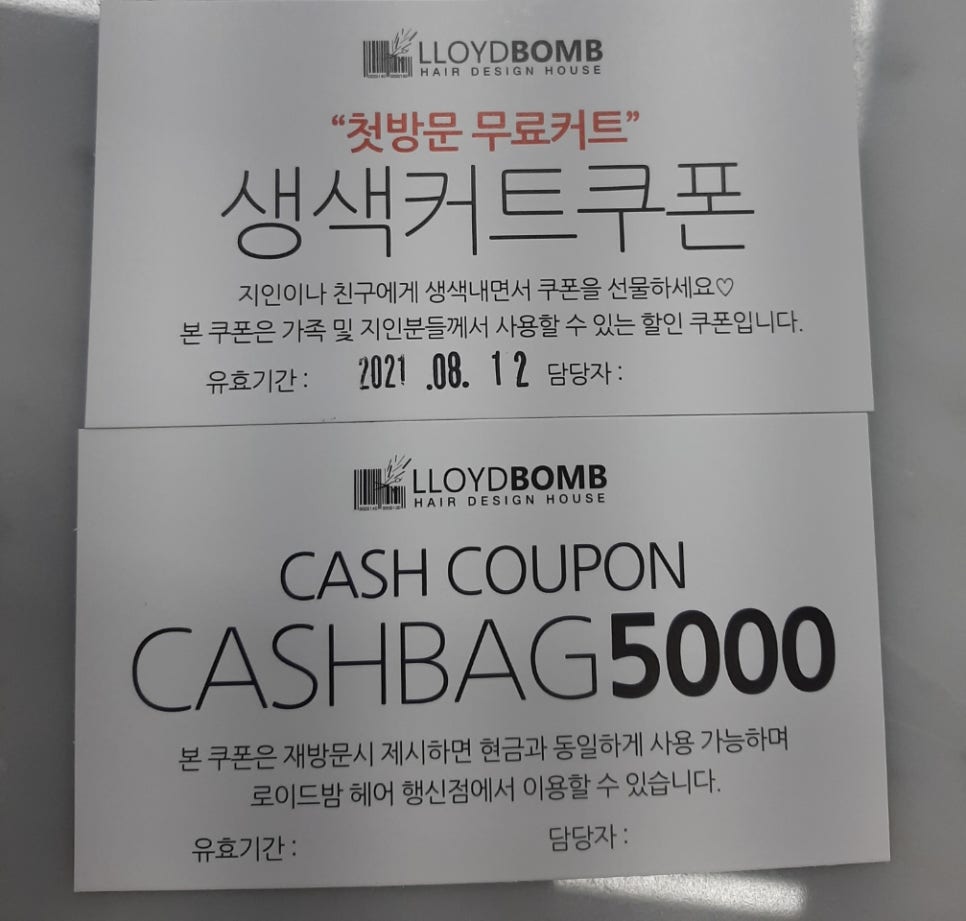 LLOYDBOMB
HAIR DESIGN HOUSE
“첫방문 무료커트”
생색커트쿠폰
지인이나 친구에게 생색내면서 쿠폰을 선물하세요♡
본 쿠폰은 가족 및 지인분들께서 사용할 수 있는 할인 쿠폰입니다.
유효기간 : 2021 .08. 12 담당자 :
LLOYDBOMB
HAIR DESIGN HOUSE
CASH COUPON
CASHBAG5000
본 쿠폰은 재방문시 제시하면 현금과 동일하게 사용 가능하며
로이드밤 헤어 행신점에서 이용할 수 있습니다.
유효기간 : 담당자 :